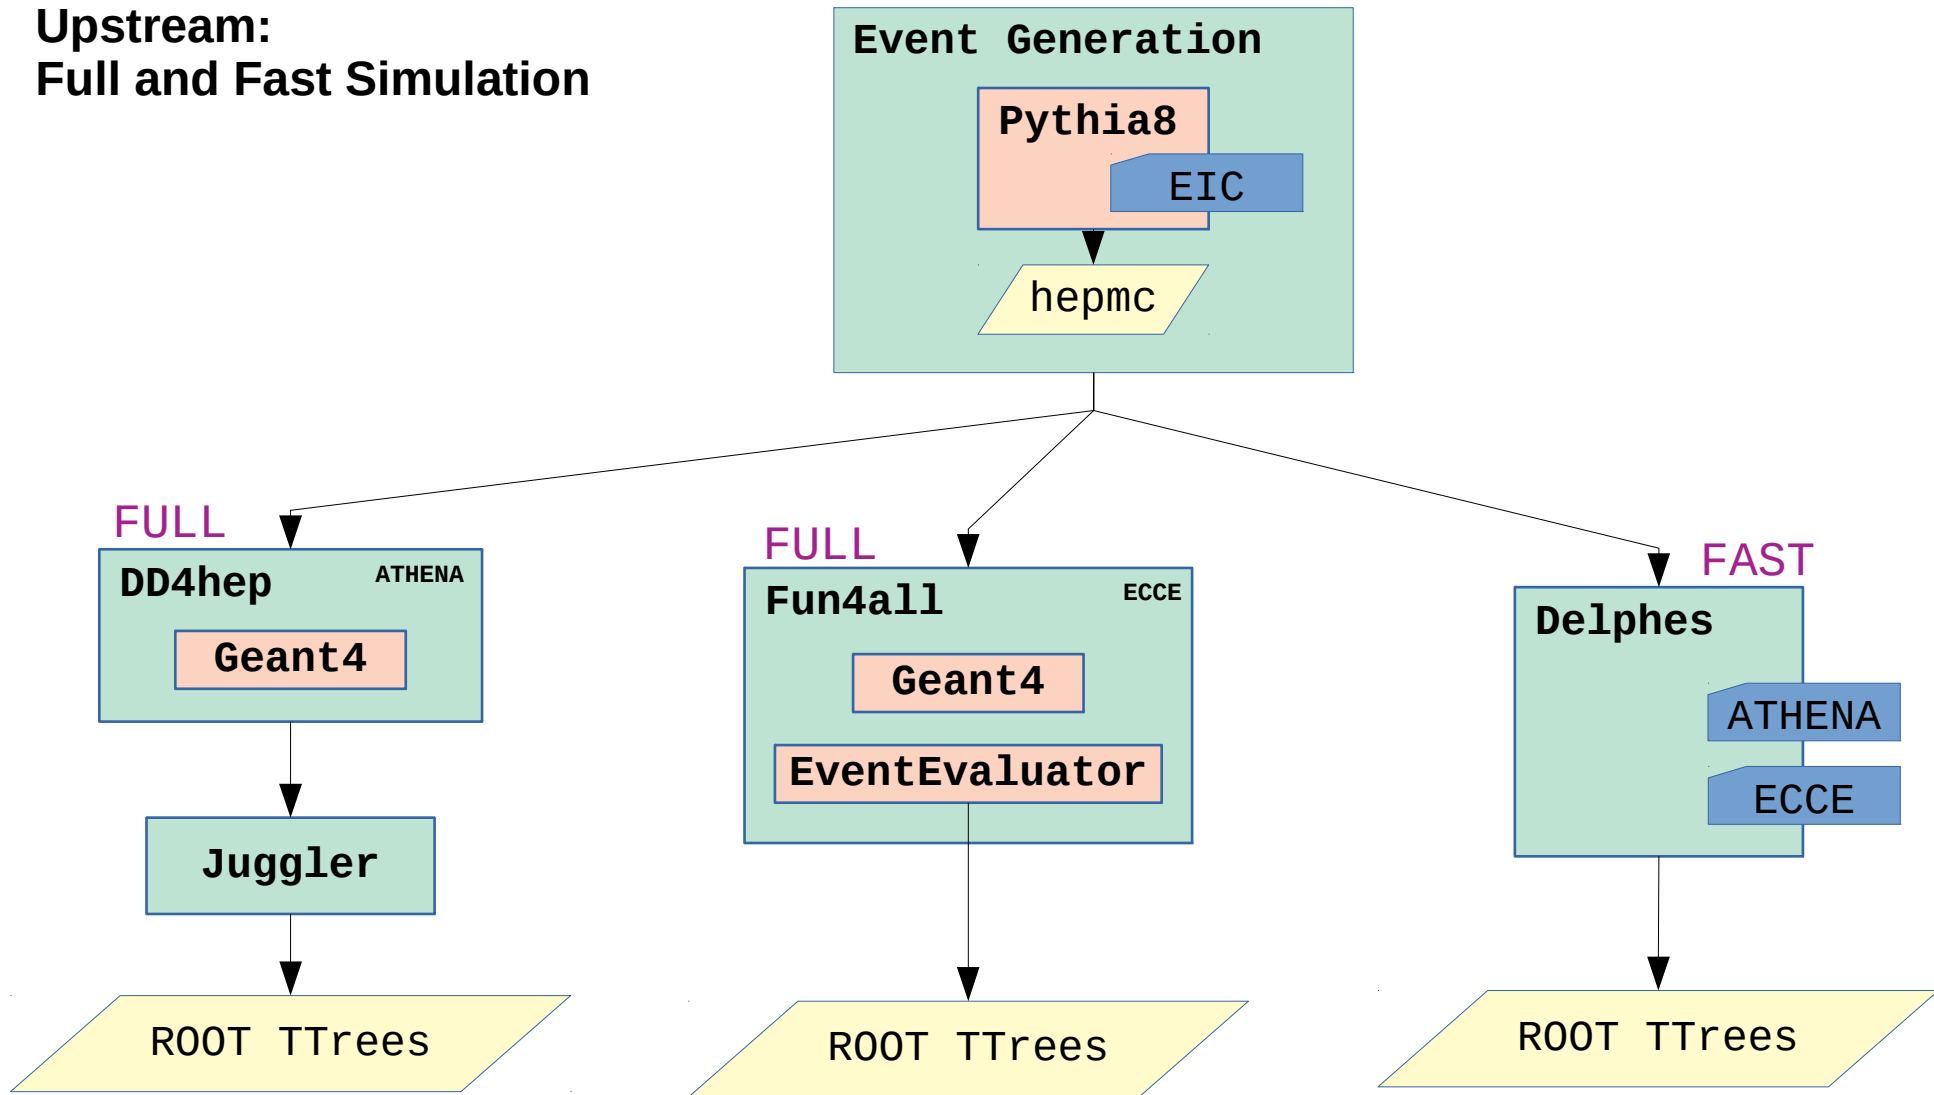 Upstream:
Full and Fast Simulation
Event Generation
Pythia8
EIC
hepmc
FULL
DD4hep
ATHENA
Geant4
Juggler
ROOT TTrees
FULL
Fun4all
ECCE
Geant4
EventEvaluator
ROOT TTrees
FAST
Delphes
ATHENA
ECCE
ROOT TTrees